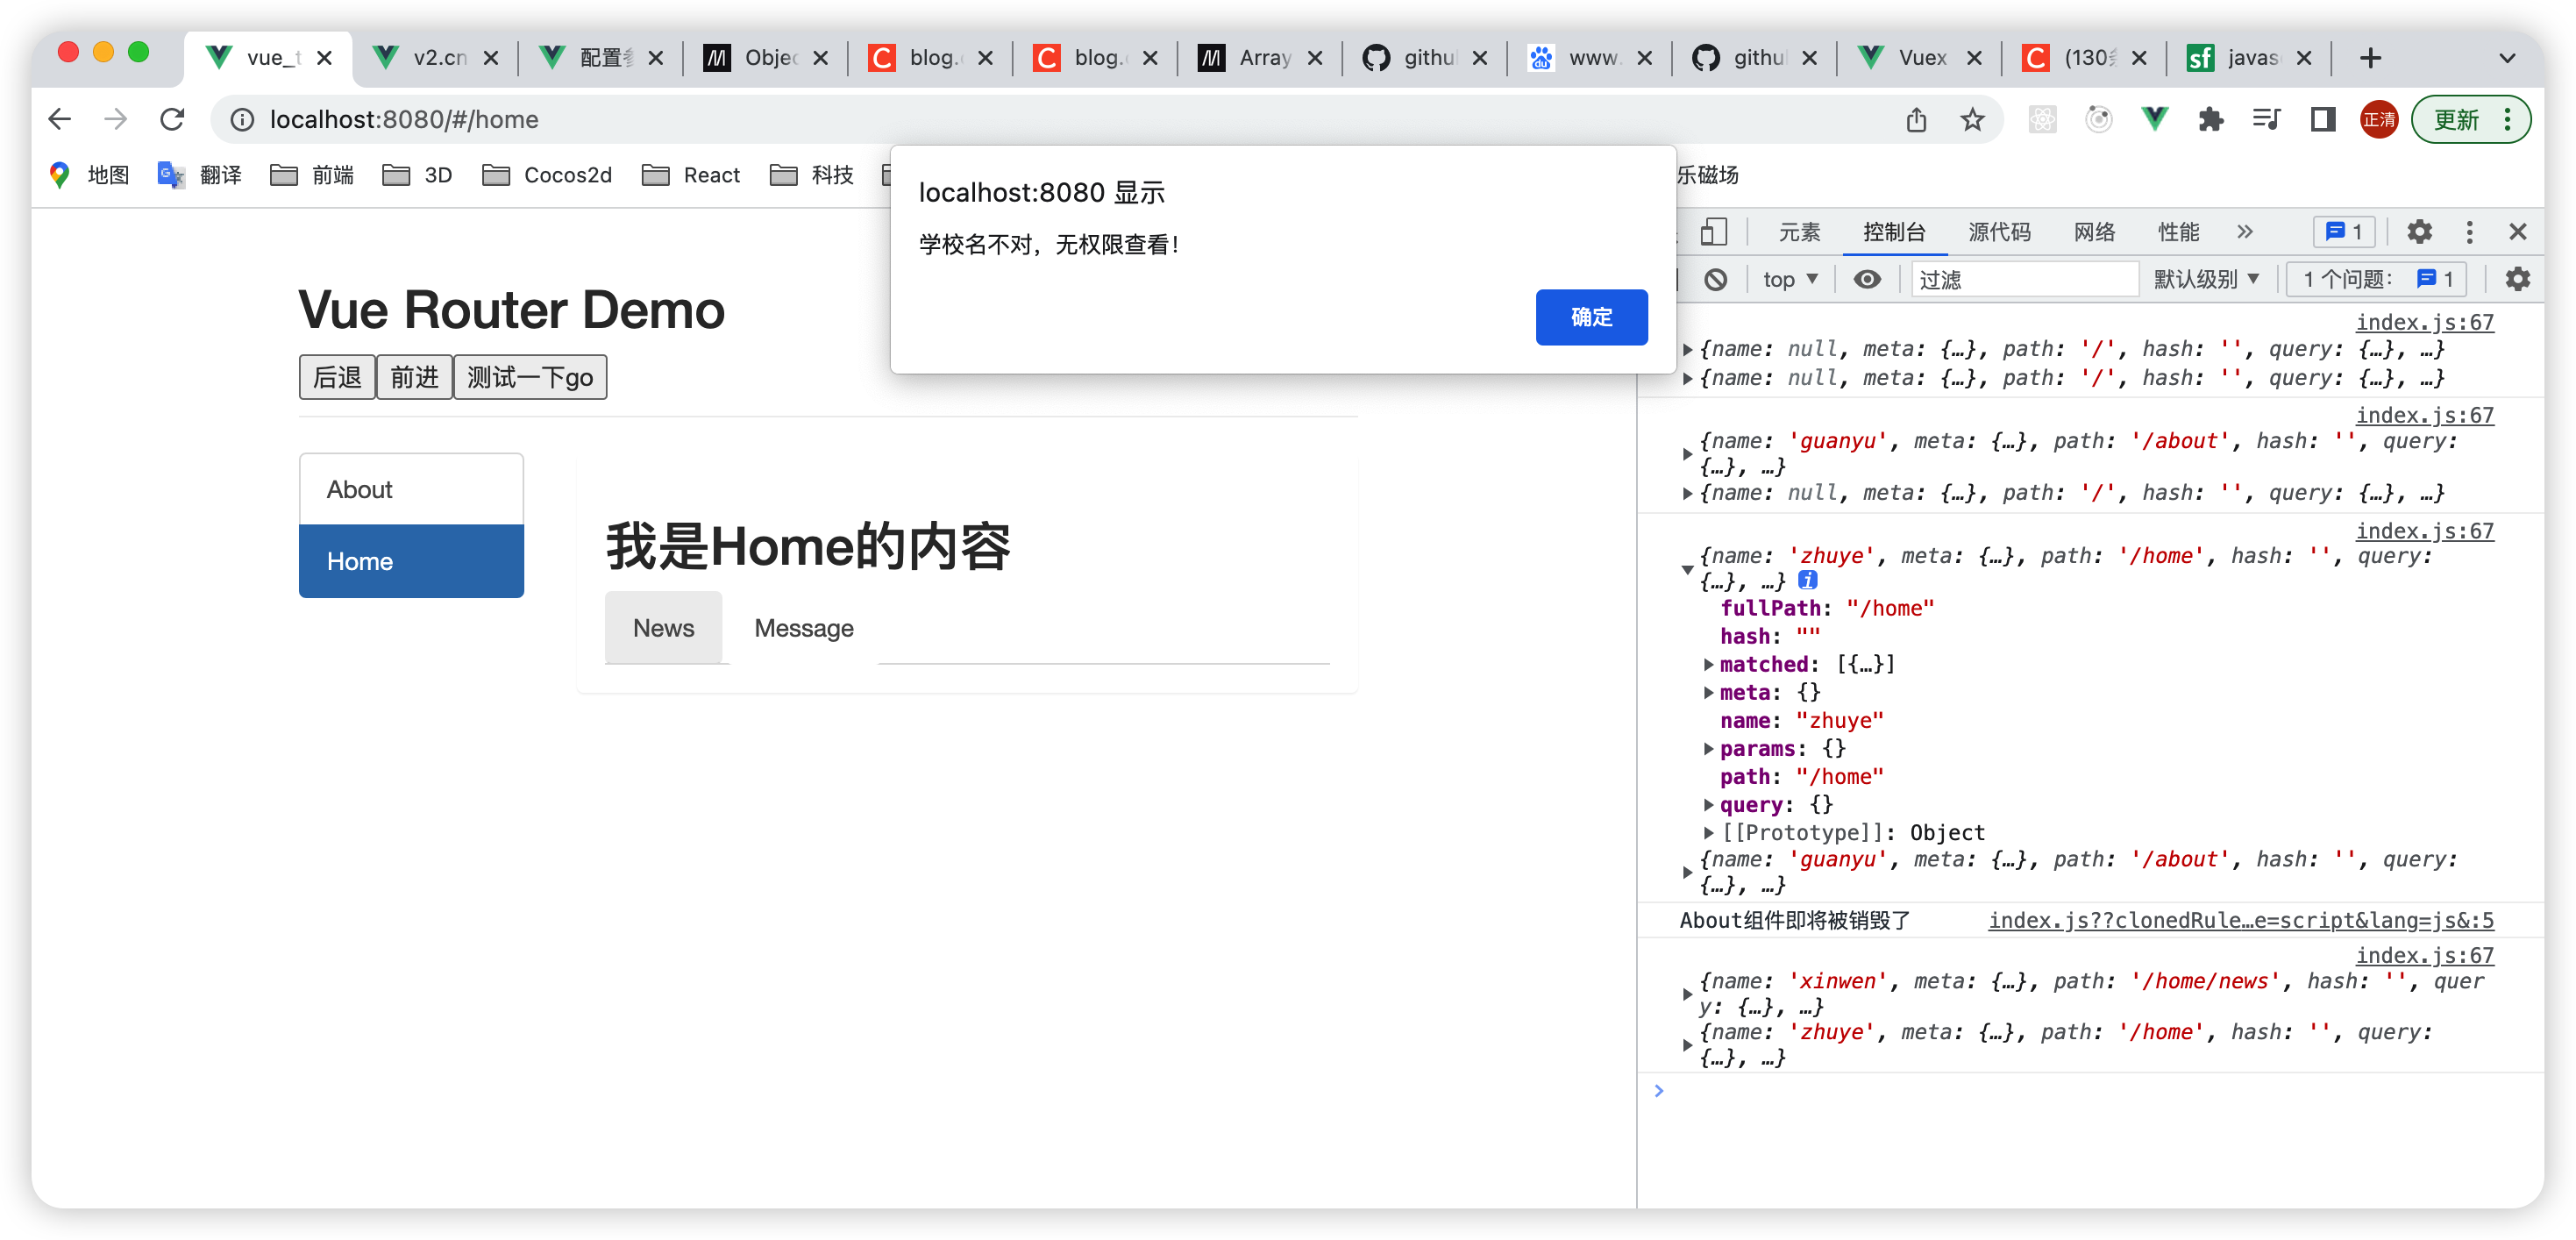 vue_t
v2.cn
配置参
Objec
blog.
blog.
Array
githu
www.
githu
Vuex
(130条
javas
localhost:8080/#/home
正清
更新
地图
翻译
前端
3D
Cocos2d
React
科技
乐磁场
localhost:8080 显示
学校名不对，无权限查看！
确定
Vue Router Demo
后退
前进
测试一下go
About
Home
我是Home的内容
News
Message
元素
控制台
源代码
网络
性能
1
top
过滤
默认级别
1 个问题：
1
index.js:67
{name: null, meta: {…}, path: '/', hash: '', query: {…}, …}
{name: null, meta: {…}, path: '/', hash: '', query: {…}, …}
index.js:67
{name: 'guanyu', meta: {…}, path: '/about', hash: '', query:
{…}, …}
{name: null, meta: {…}, path: '/', hash: '', query: {…}, …}
index.js:67
{name: 'zhuye', meta: {…}, path: '/home', hash: '', query:
{…}, …}
fullPath: "/home"
hash: ""
matched: [{…}]
meta: {}
name: "zhuye"
params: {}
path: "/home"
query: {}
[[Prototype]]: Object
{name: 'guanyu', meta: {…}, path: '/about', hash: '', query:
{…}, …}
About组件即将被销毁了
index.js??clonedRule…e=script&lang=js&:5
index.js:67
{name: 'xinwen', meta: {…}, path: '/home/news', hash: '', quer
y: {…}, …}
{name: 'zhuye', meta: {…}, path: '/home', hash: '', query:
{…}, …}